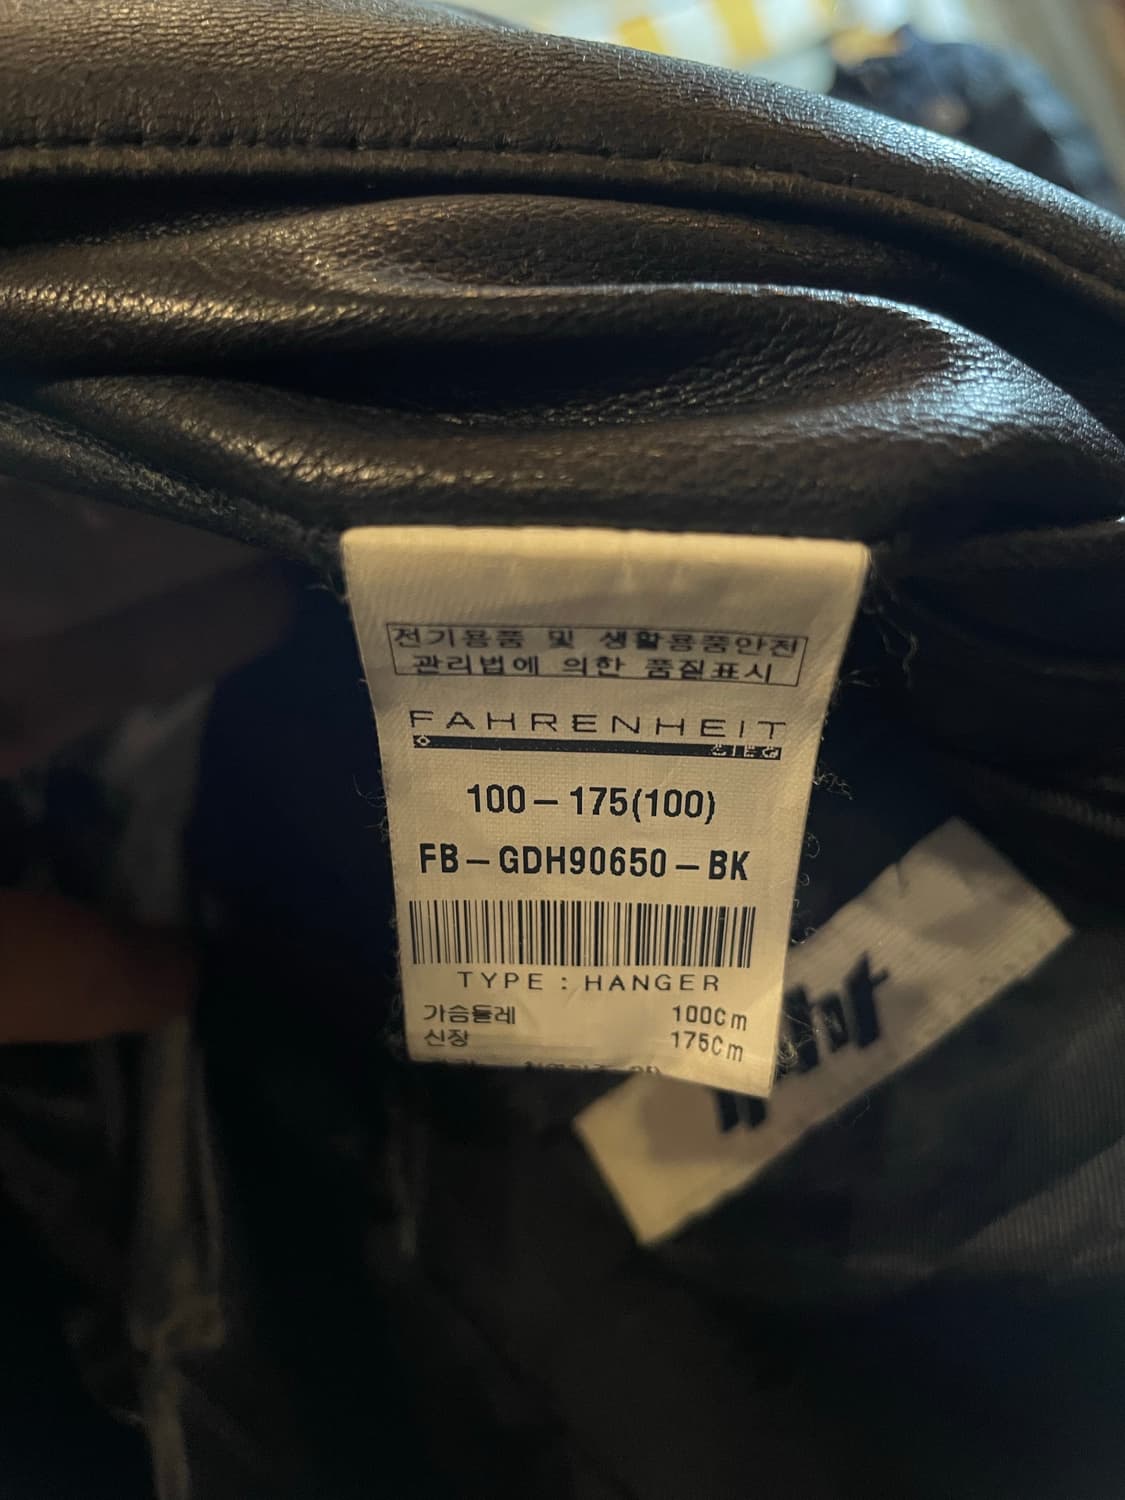 전기용품 및 생활용품안전
관리법에 의한 품질표시
FAHRENHEIT
100-175(100)
FB-GDH90650-BK
TYPE : HANGER
가슴둘레 100Cm
신장 175Cm